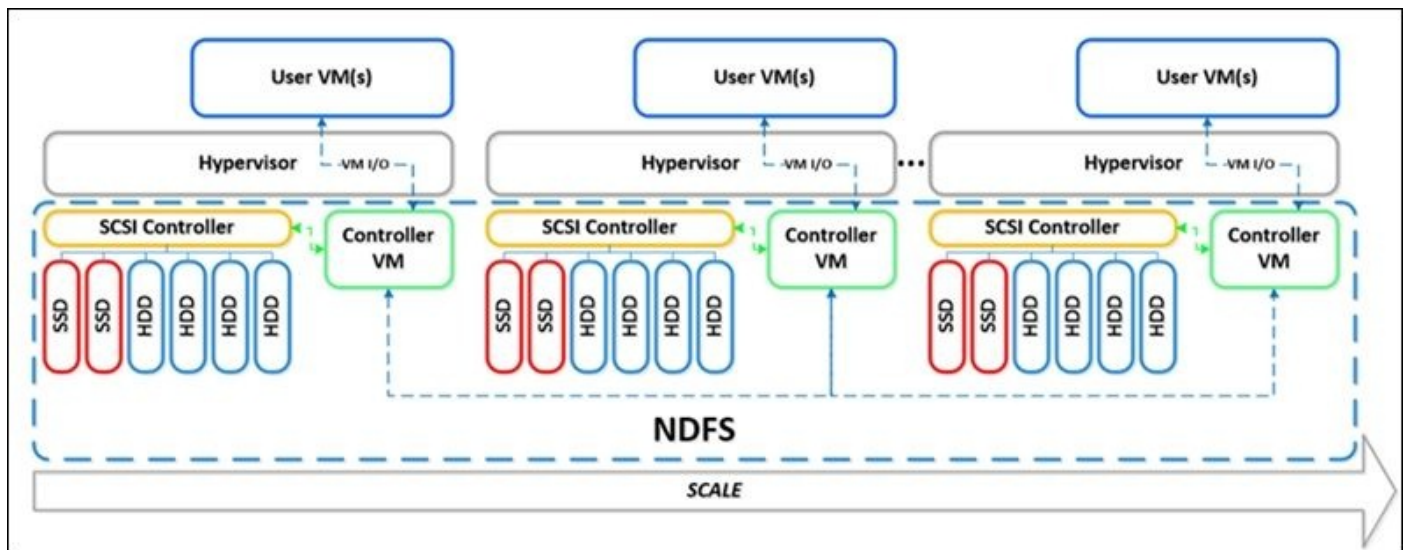 User VM(s)
User VM(s)
User VM(s)
Hypervisor
VM I/O
Hypervisor
VM I/O
...
Hypervisor
VM I/O
SCSI Controller
Controller
VM
SCSI Controller
Controller
VM
SCSI Controller
Controller
VM
SSD
SSD
HDD
HDD
HDD
HDD
SSD
SSD
HDD
HDD
HDD
HDD
SSD
SSD
HDD
HDD
HDD
HDD
NDFS
SCALE